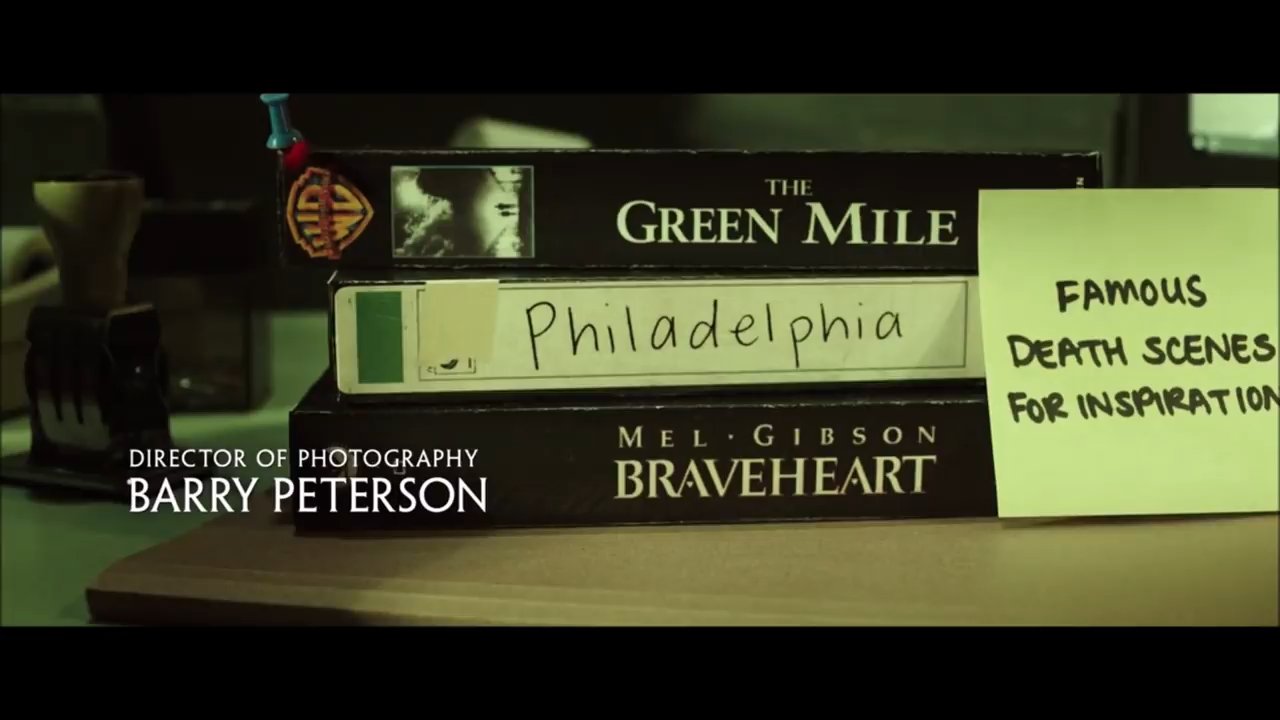 THE
GREEN MILE
Philadelphia
MEL·GIBSON
BRAVEHEART
FAMOUS
DEATH SCENES
FOR INSPIRATION
DIRECTOR OF PHOTOGRAPHY
BARRY PETERSON